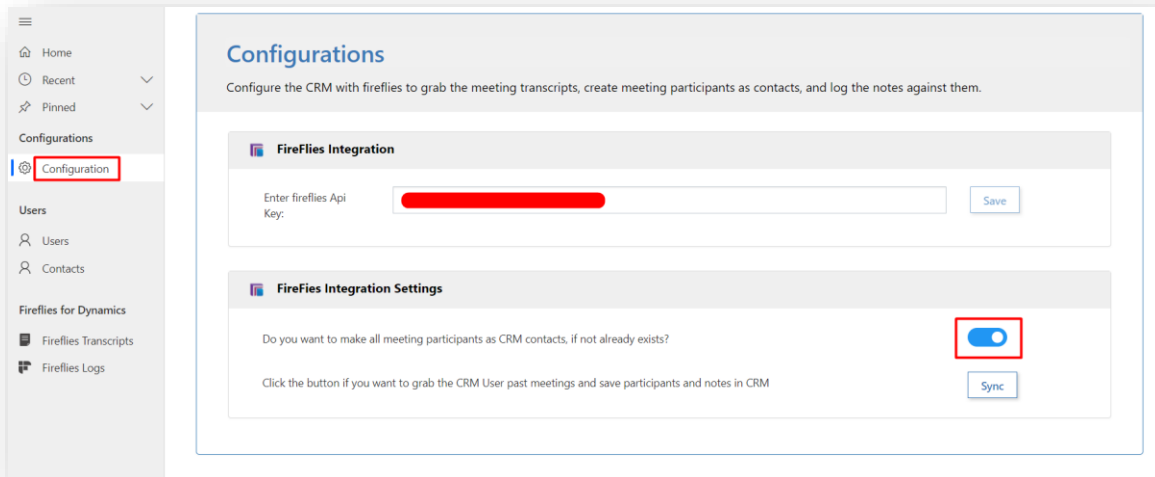 Home
Recent
Pinned
Configurations
Configuration
Users
Users
Contacts
Fireflies for Dynamics
Fireflies Transcripts
Fireflies Logs
Configurations
Configure the CRM with fireflies to grab the meeting transcripts, create meeting participants as contacts, and log the notes against them.
FireFlies Integration
Enter fireflies Api
Key:
Save
FireFies Integration Settings
Do you want to make all meeting participants as CRM contacts, if not already exists?
Click the button if you want to grab the CRM User past meetings and save participants and notes in CRM
Sync